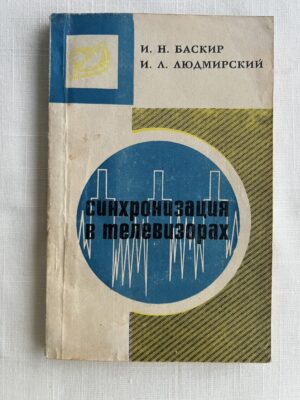 И. Н. БАСКИР
И. Л. ЛЮДМИРСКИЙ
синхронизация
в телевизорах